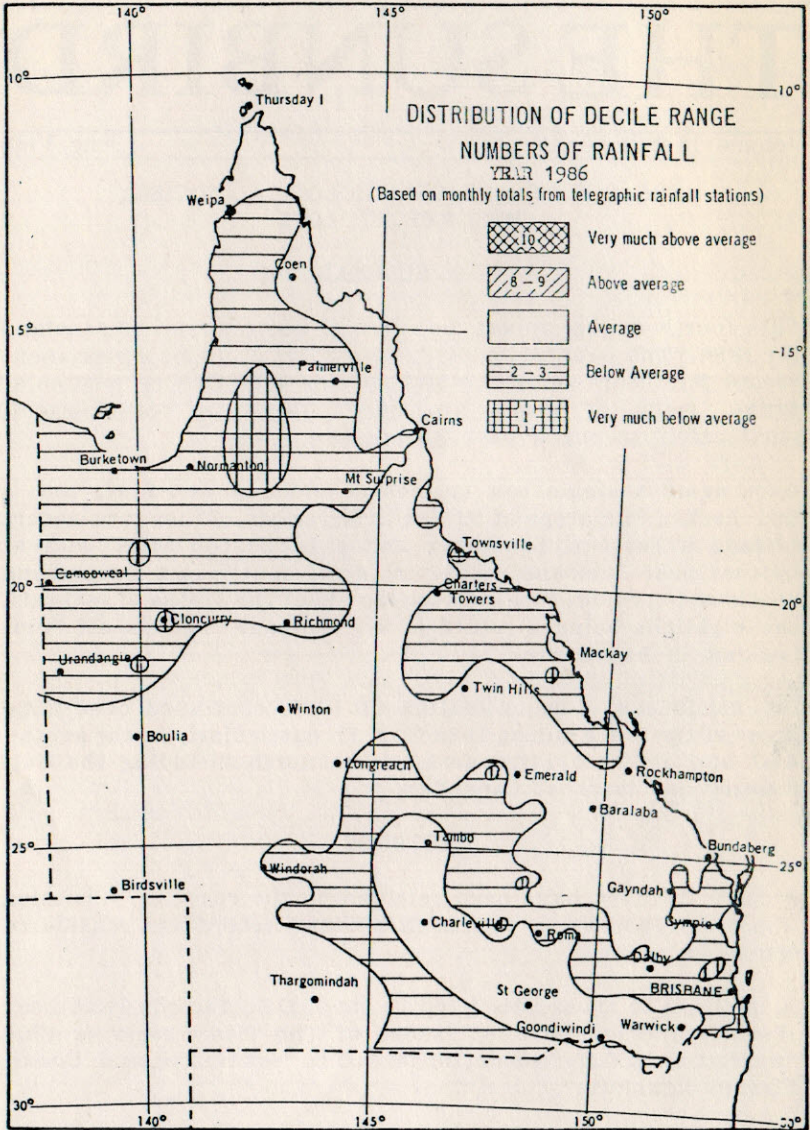 140°
145°
150°
10°
-10°
Thursday I
DISTRIBUTION OF DECILE RANGE
NUMBERS OF RAINFALL
YEAR 1986
(Based on monthly totals from telegraphic rainfall stations)
Weipa
10
Very much above average
Coen
8 - 9
Above average
15°
Average
-15°
Palmerville
2 - 3
Below Average
1
Very much below average
Cairns
Burketown
Normanton
Mt Surprise
Townsville
Camooweal
20°
Charters
Towers
20°
Cloncurry
Richmond
Mackay
Urandangie
Twin Hills
Winton
Boulia
Longreach
Emerald
Rockhampton
Baralaba
25°
Tambo
Bundaberg
25°
Windorah
Birdsville
Gayndah
Charleville
Roma
Gympie
Dalby
Thargomindah
St George
BRISBANE
Goondiwindi
Warwick
30°
140°
145°
150°
30°